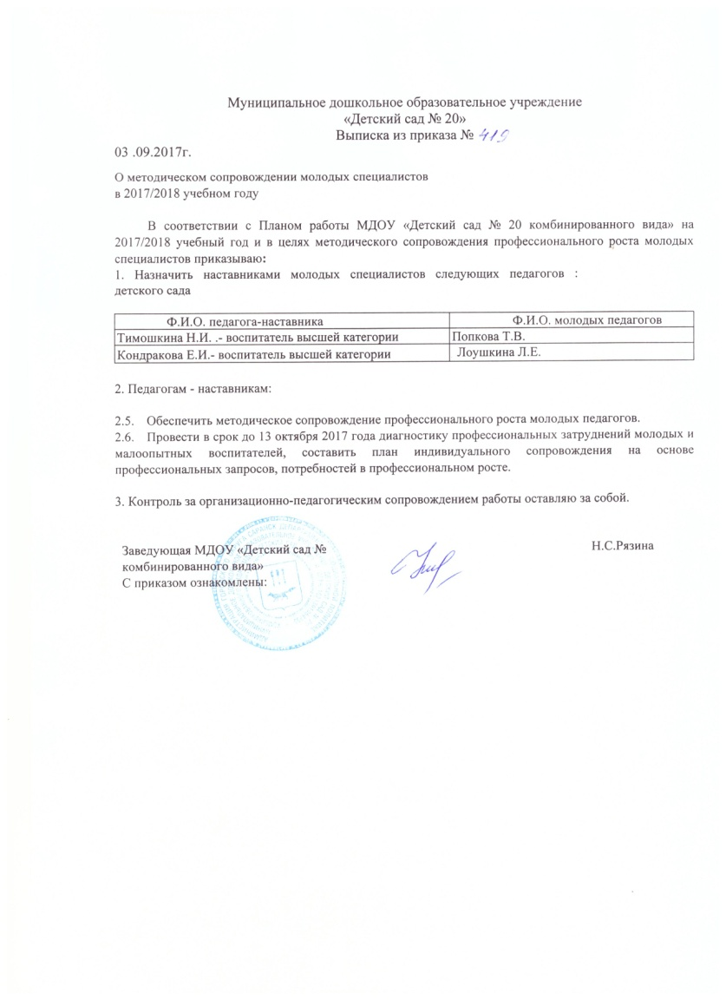 Муниципальное дошкольное образовательное учреждение
«Детский сад № 20»
Выписка из приказа № 419
03 .09.2017г.
О методическом сопровождении молодых специалистов
в 2017/2018 учебном году
В соответствии с Планом работы МДОУ «Детский сад № 20 комбинированного вида» на
2017/2018 учебный год и в целях методического сопровождения профессионального роста молодых
специалистов приказываю:
1. Назначить наставниками молодых специалистов следующих педагогов :
детского сада
Ф.И.О. педагога-наставника Ф.И.О. молодых педагогов
Тимошкина Н.И. .- воспитатель высшей категории Попкова Т.В.
Кондракова Е.И.- воспитатель высшей категории Лоушкина Л.Е.
2. Педагогам - наставникам:
2.5. Обеспечить методическое сопровождение профессионального роста молодых педагогов.
2.6. Провести в срок до 13 октября 2017 года диагностику профессиональных затруднений молодых и
малоопытных воспитателей, составить план индивидуального сопровождения на основе
профессиональных запросов, потребностей в профессиональном росте.
3. Контроль за организационно-педагогическим сопровождением работы оставляю за собой.
Заведующая МДОУ «Детский сад № Н.С.Рязина
комбинированного вида»
С приказом ознакомлены: